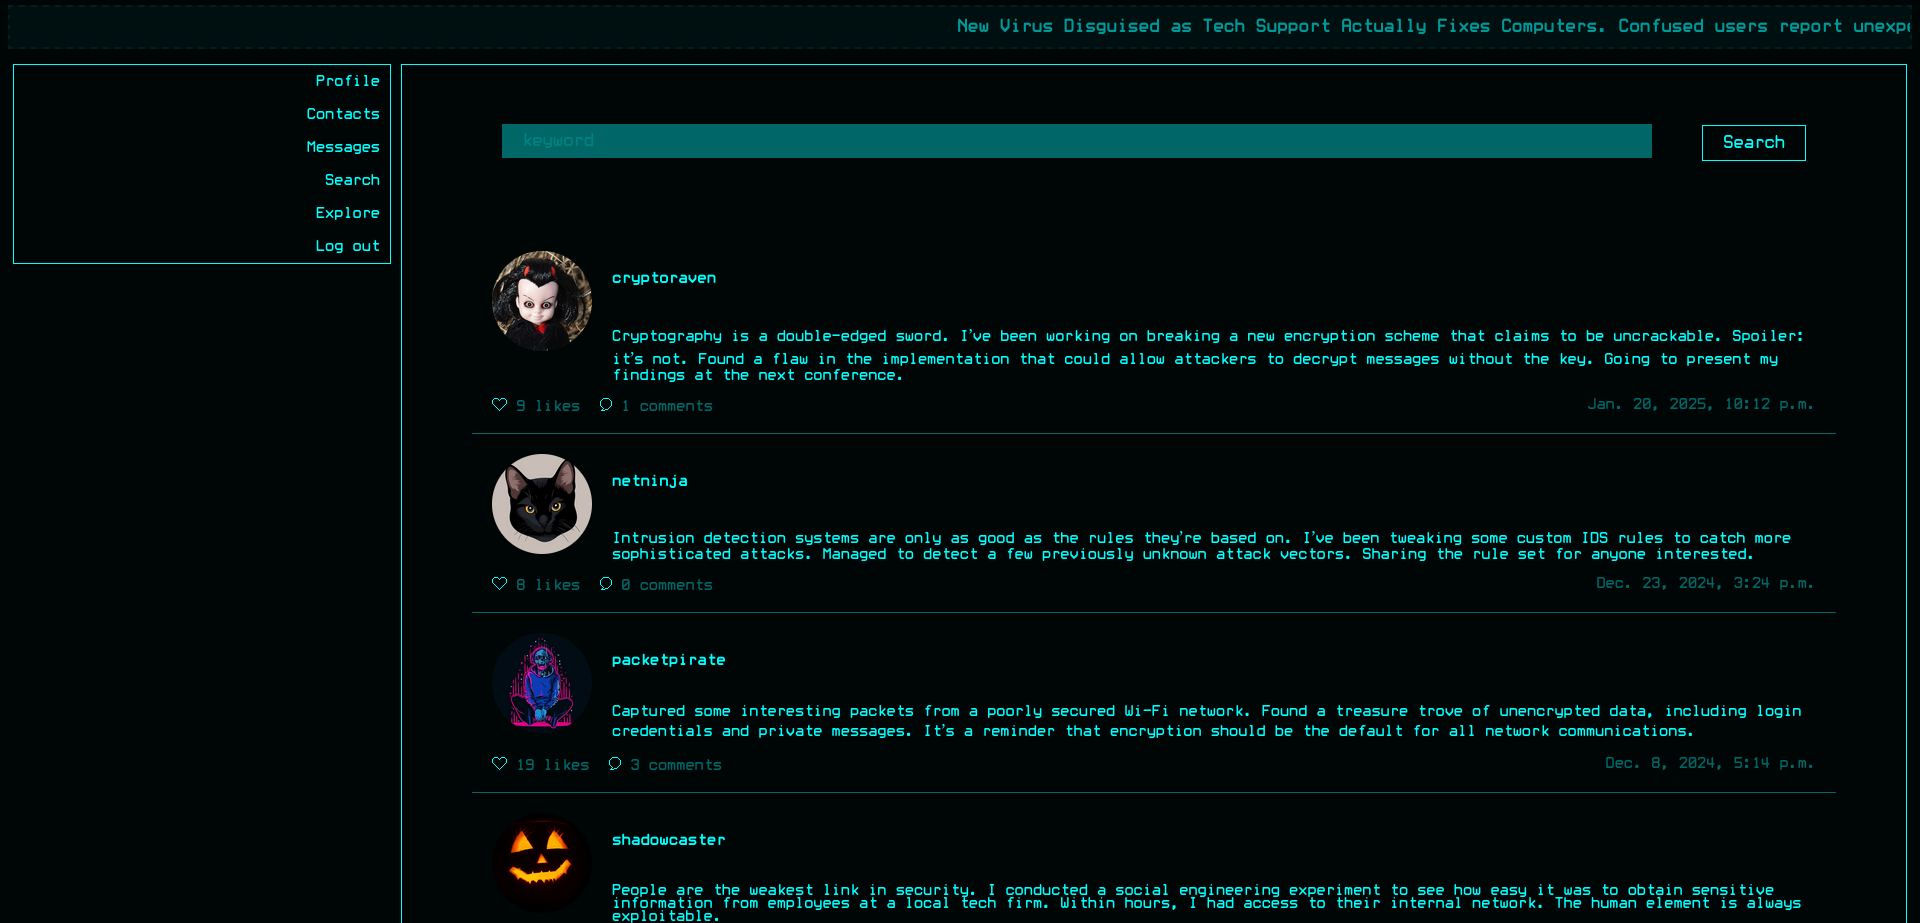 New Virus Disguised as Tech Support Actually Fixes Computers. Confused users report
Profile
Contacts
Messages
Search
Explore
Log out
keyword
Search
cryptoraven
Cryptography is a double-edged sword. I've been working on breaking a new encryption scheme that claims to be uncrackable. Spoiler:
it's not. Found a flaw in the implementation that could allow attackers to decrypt messages without the key. Going to present my
findings at the next conference.
9 likes
1 comments
Jan. 20, 2025, 10:12 p.m.
netninja
Intrusion detection systems are only as good as the rules they're based on. I've been tweaking some custom IDS rules to catch more
sophisticated attacks. Managed to detect a few previously unknown attack vectors. Sharing the rule set for anyone interested.
8 likes
0 comments
Dec. 23, 2024, 3:24 p.m.
packetpirate
Captured some interesting packets from a poorly secured Wi-Fi network. Found a treasure trove of unencrypted data, including login
credentials and private messages. It's a reminder that encryption should be the default for all network communications.
19 likes
3 comments
Dec. 8, 2024, 5:14 p.m.
shadowcaster
People are the weakest link in security. I conducted a social engineering experiment to see how easy it was to obtain sensitive
information from employees at a local tech firm. Within hours, I had access to their internal network. The human element is always
exploitable.